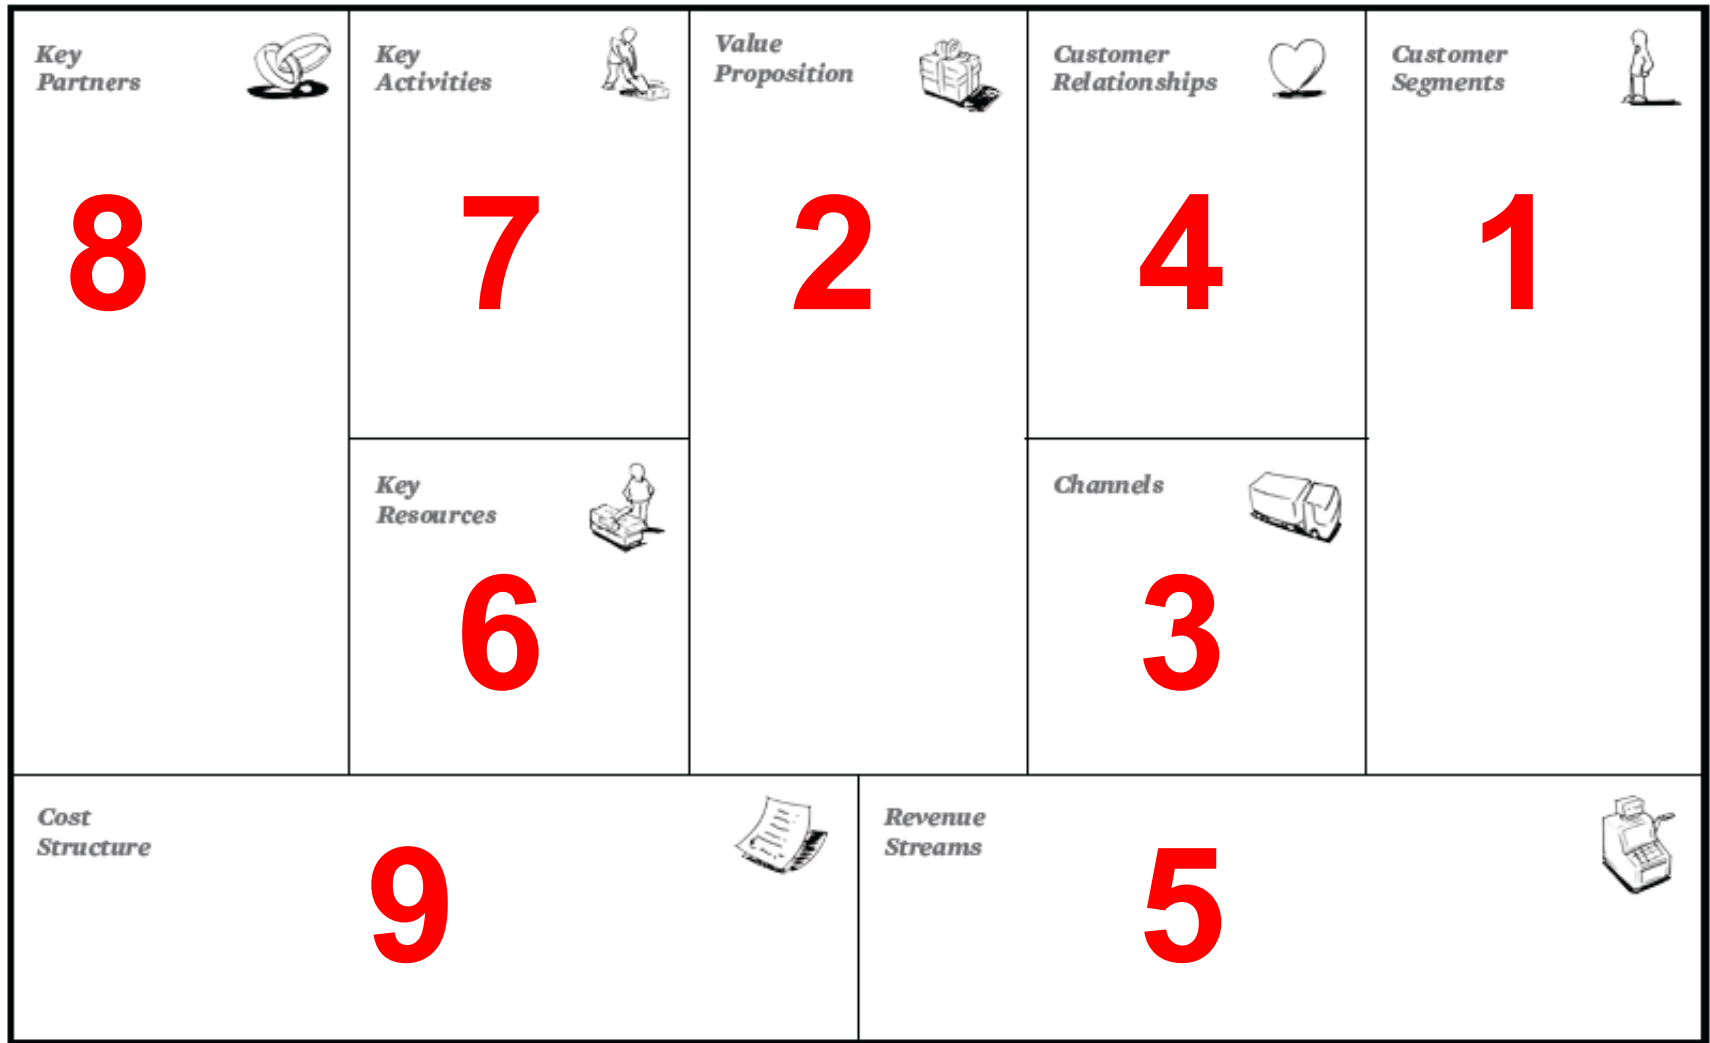 Key
Partners
8
Key
Activities
7
Value
Proposition
2
Customer
Relationships
4
Customer
Segments
1
Key
Resources
6
Channels
3
Cost
Structure
9
Revenue
Streams
5